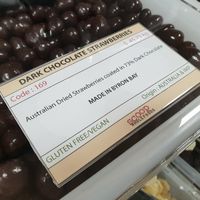 DARK CHOCOLATE STRAWBERRIES
Code : 169
Australian Dried Strawberries coated in 73% Dark Chocolate
MADE IN BYRON BAY
GLUTEN FREE/VEGAN
Origin : AUSTRALIA &